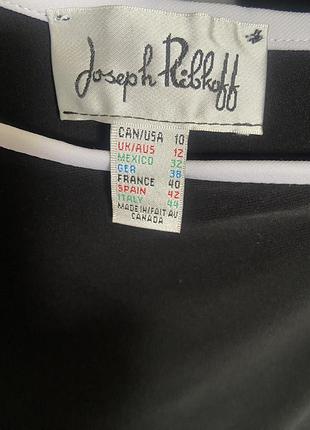 Joseph Ribkoff
CAN/USA 10
UK/AUS 12
MEXICO 32
GER 38
FRANCE 40
SPAIN 42
ITALY 44
MADE IN/FAIT AU
CANADA